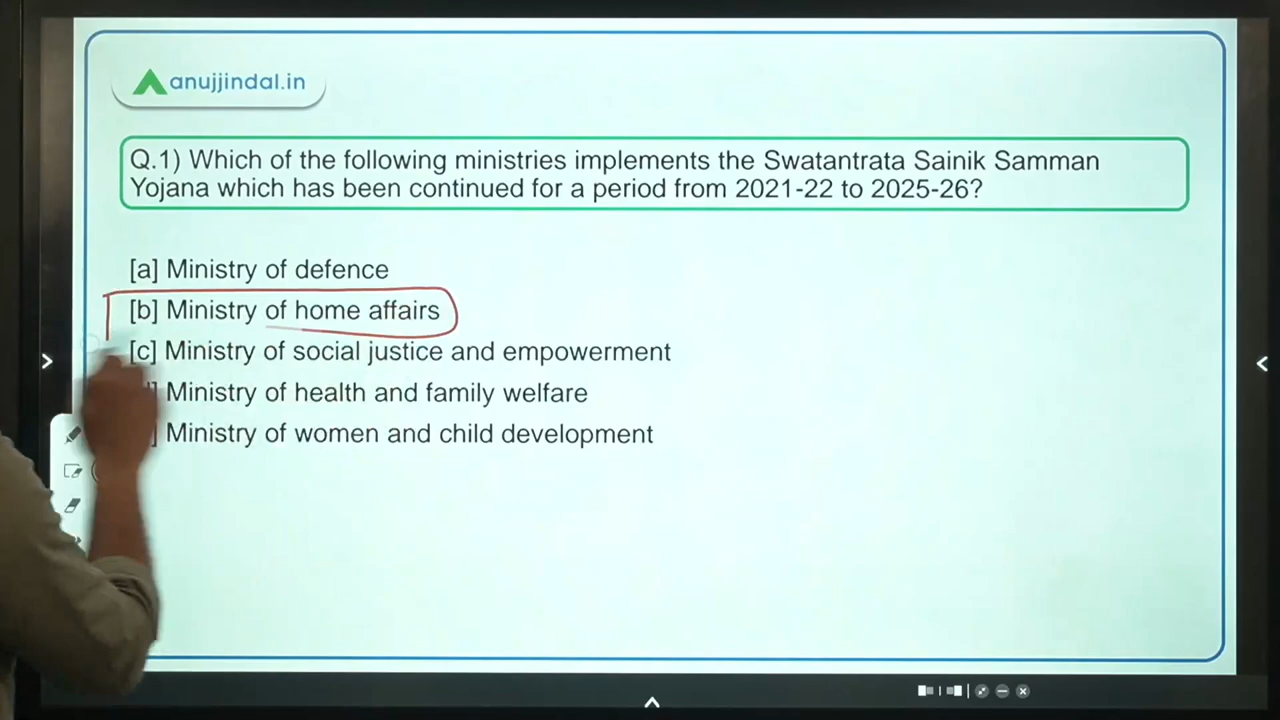 anujjindal.in
Q.1) Which of the following ministries implements the Swatantrata Sainik Samman
Yojana which has been continued for a period from 2021-22 to 2025-26?
[a] Ministry of defence
[b] Ministry of home affairs
[c] Ministry of social justice and empowerment
Ministry of health and family welfare
Ministry of women and child development